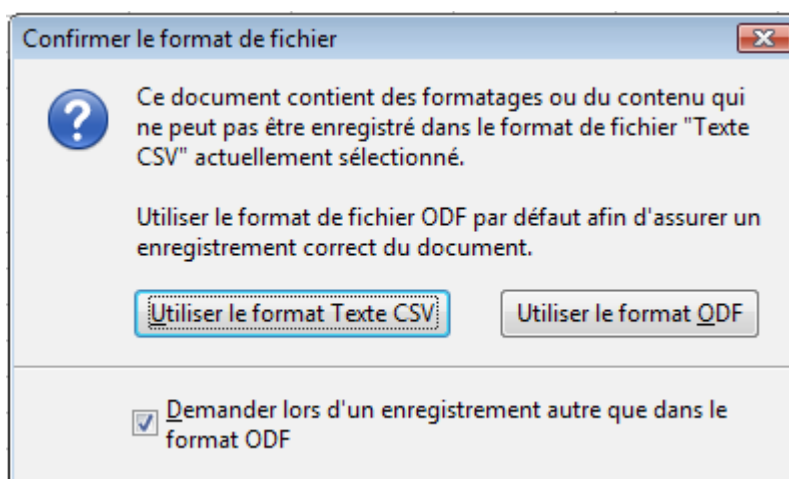 Confirmer le format de fichier
Ce document contient des formatages ou du contenu qui
ne peut pas être enregistré dans le format de fichier "Texte
CSV" actuellement sélectionné.
Utiliser le format de fichier ODF par défaut afin d'assurer un
enregistrement correct du document.
Utiliser le format Texte CSV
Utiliser le format ODF
Demander lors d'un enregistrement autre que dans le
format ODF